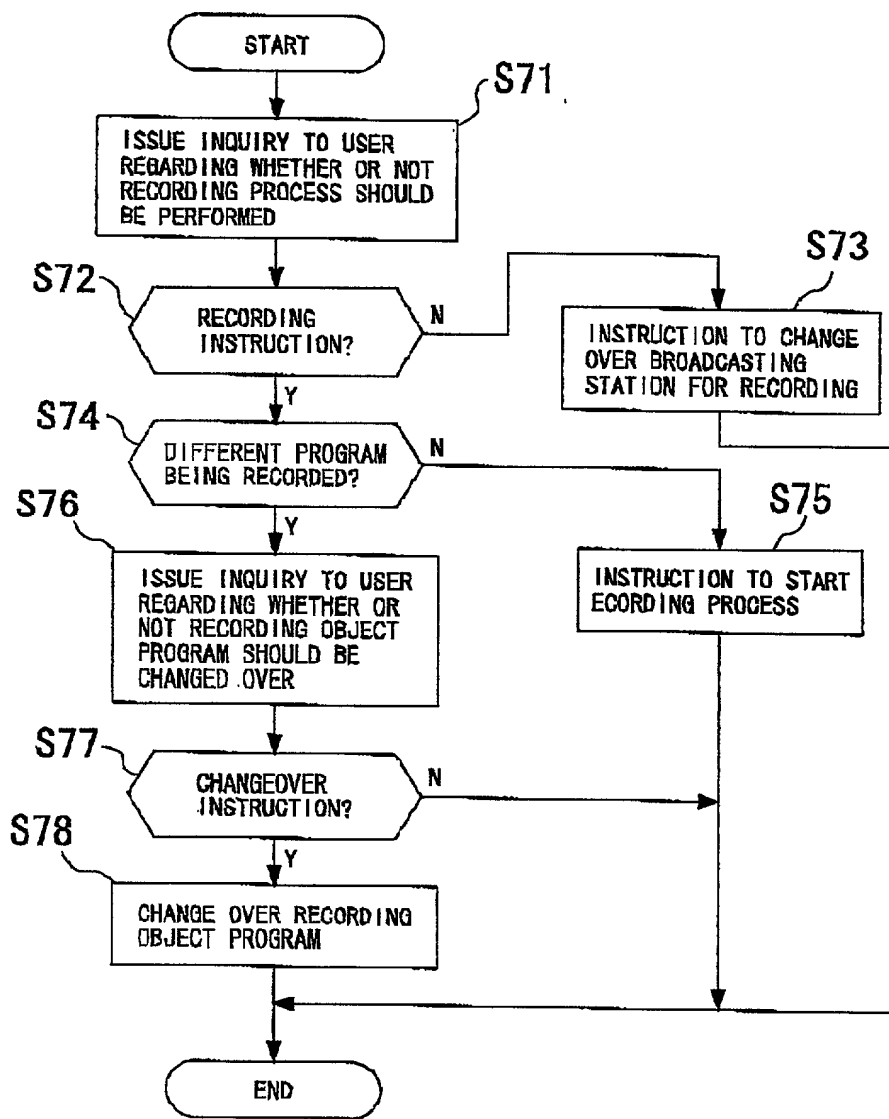 START
S71
ISSUE INQUIRY TO USER
REGARDING WHETHER OR NOT
RECORDING PROCESS SHOULD
BE PERFORMED
S72
RECORDING
INSTRUCTION?
N
Y
S73
INSTRUCTION TO CHANGE
OVER BROADCASTING
STATION FOR RECORDING
S74
DIFFERENT PROGRAM
BEING RECORDED?
N
Y
S75
INSTRUCTION TO START
ECORDING PROCESS
S76
ISSUE INQUIRY TO USER
REGARDING WHETHER OR
NOT RECORDING OBJECT
PROGRAM SHOULD BE
CHANGED OVER
S77
CHANGEOVER
INSTRUCTION?
N
Y
S78
CHANGE OVER RECORDING
OBJECT PROGRAM
END